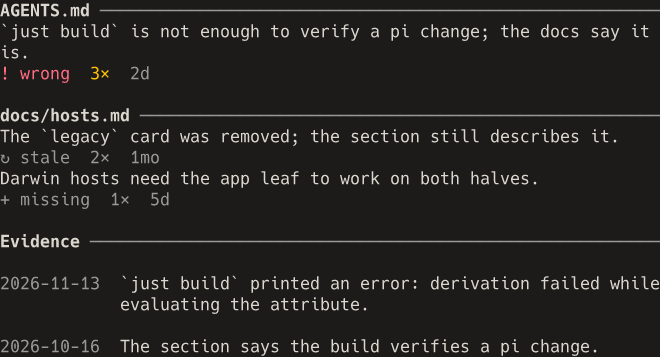 AGENTS.md
`just build` is not enough to verify a pi change; the docs say it
is.
! wrong  3×  2d
docs/hosts.md
The `legacy` card was removed; the section still describes it.
↻ stale  2×  1mo
Darwin hosts need the app leaf to work on both halves.
+ missing  1×  5d
Evidence
2026-11-13  `just build` printed an error: derivation failed while
evaluating the attribute.
2026-10-16  The section says the build verifies a pi change.